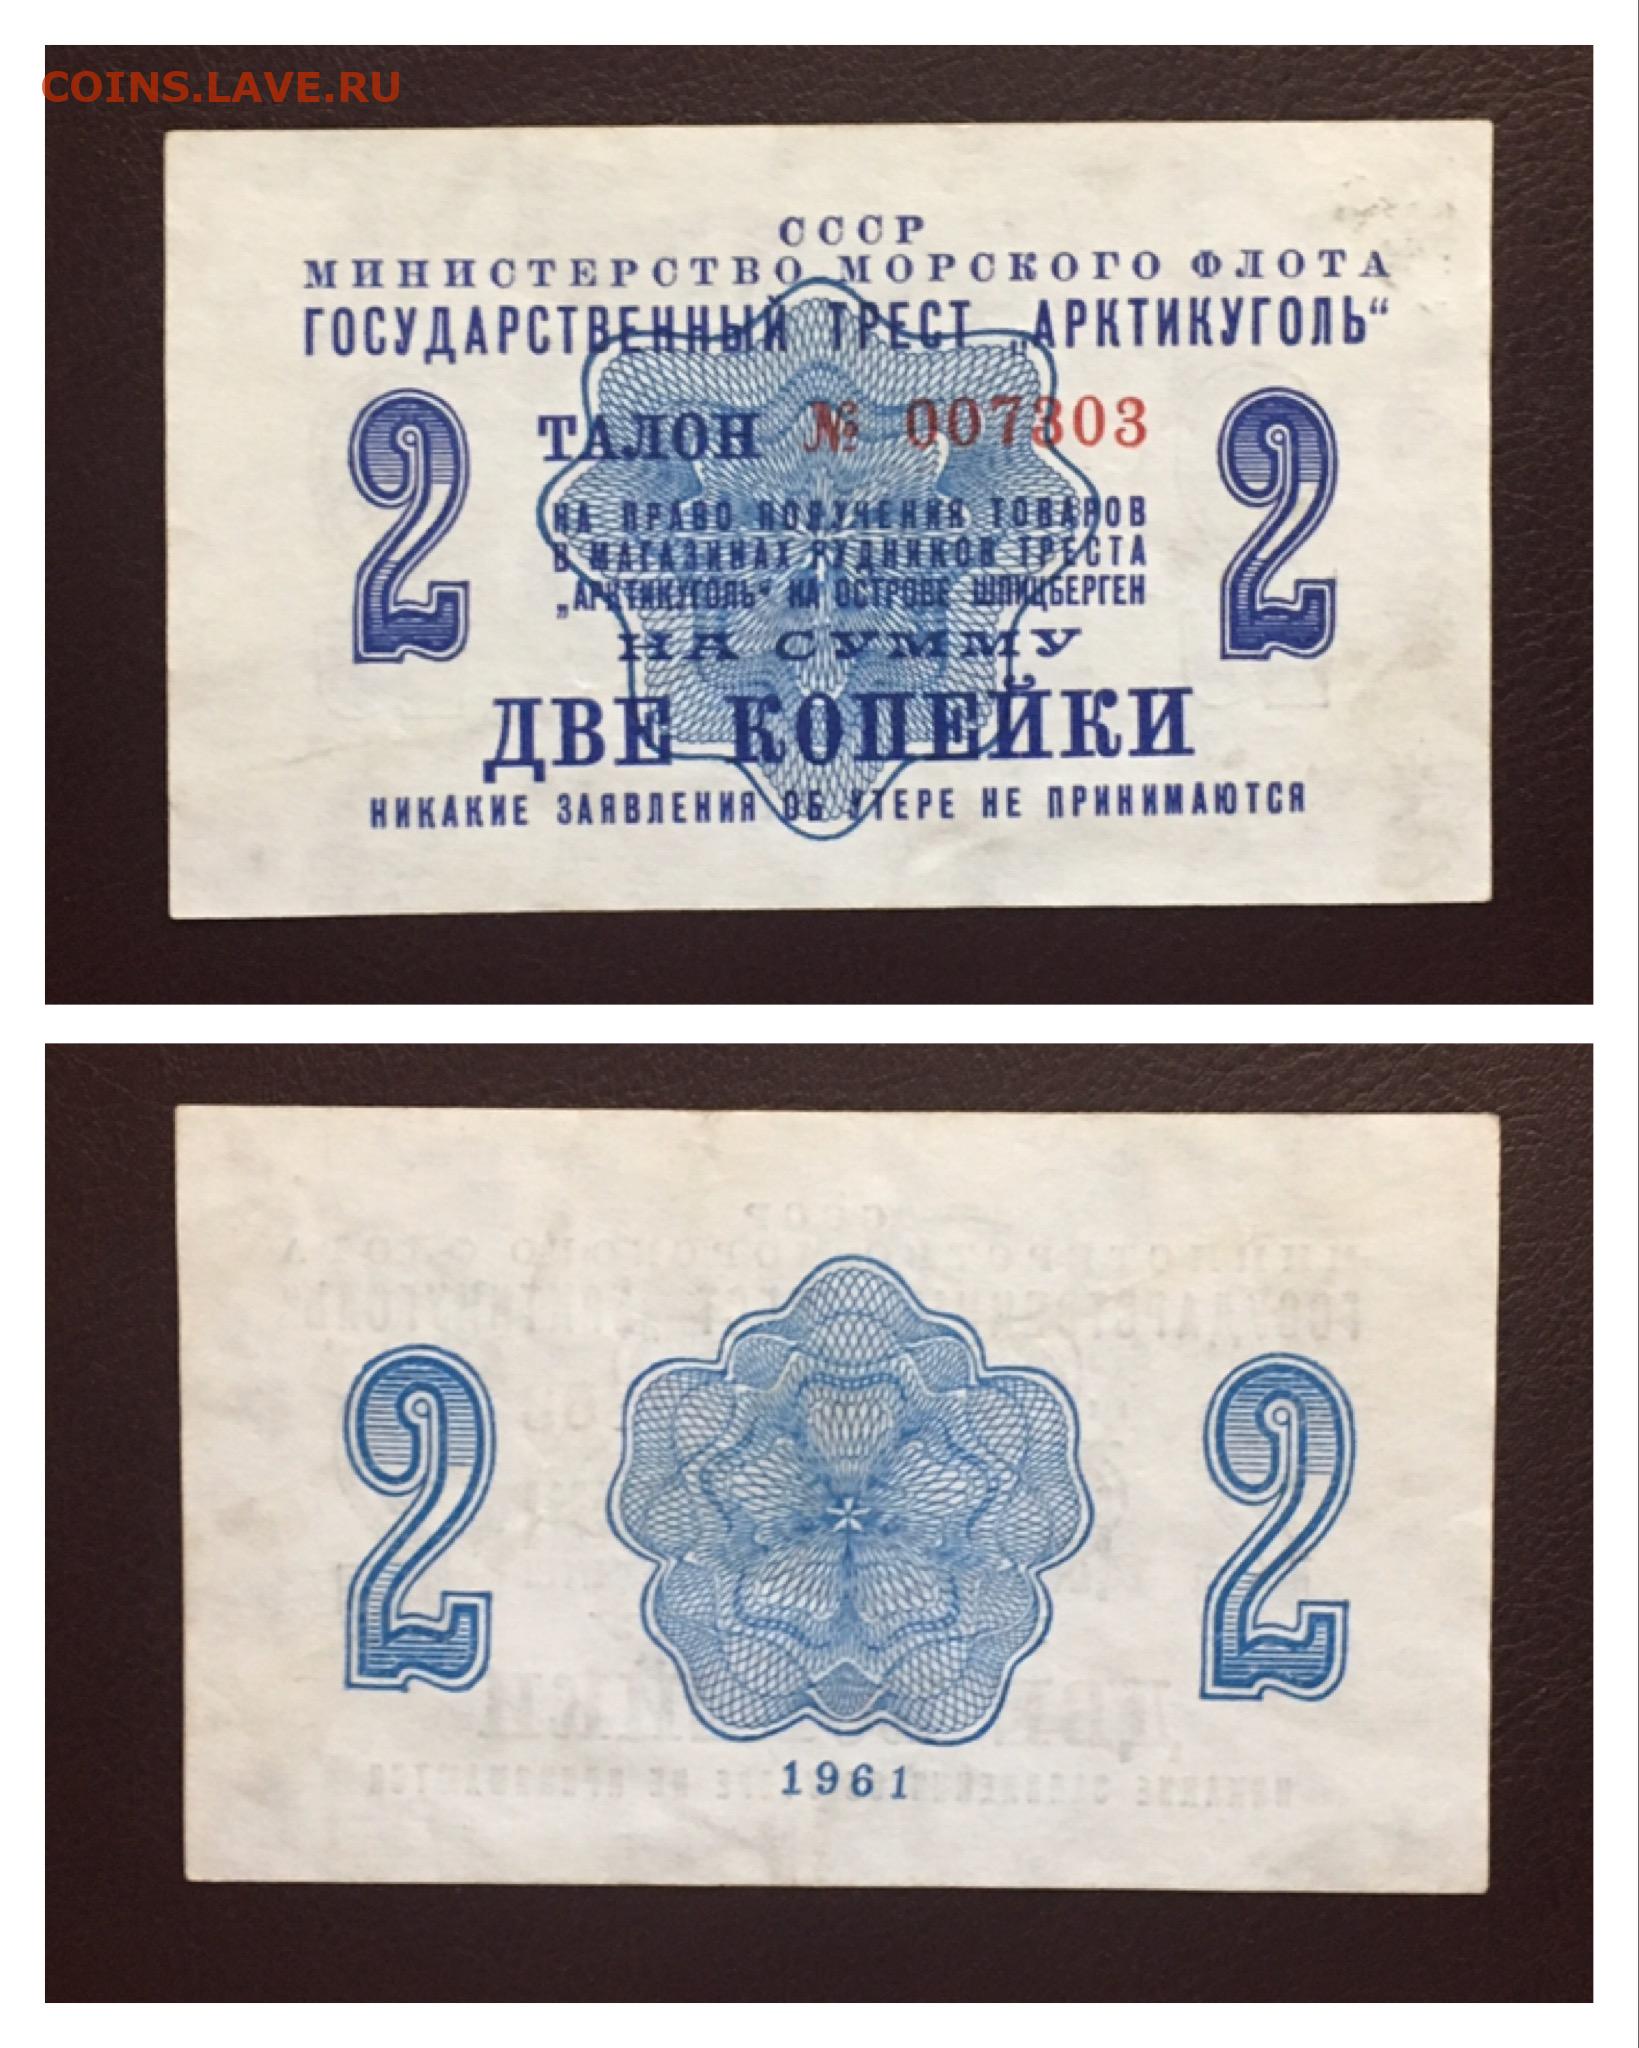 COINS.LAVE.RU
СССР
МИНИСТЕРСТВО МОРСКОГО ФЛОТА
ГОСУДАРСТВЕННЫЙ ТРЕСТ „АРКТИКУГОЛЬ“
2 ТАЛОН № 007303 2
НА ПРАВО ПОЛУЧЕНИЯ ТОВАРОВ
В МАГАЗИНАХ РУДНИКОВ ТРЕСТА
„АРКТИКУГОЛЬ“ НА ОСТРОВЕ ШПИЦБЕРГЕН
НА СУММУ
ДВЕ КОПЕЙКИ
НИКАКИЕ ЗАЯВЛЕНИЯ ОБ УТЕРЕ НЕ ПРИНИМАЮТСЯ
2 2
1961